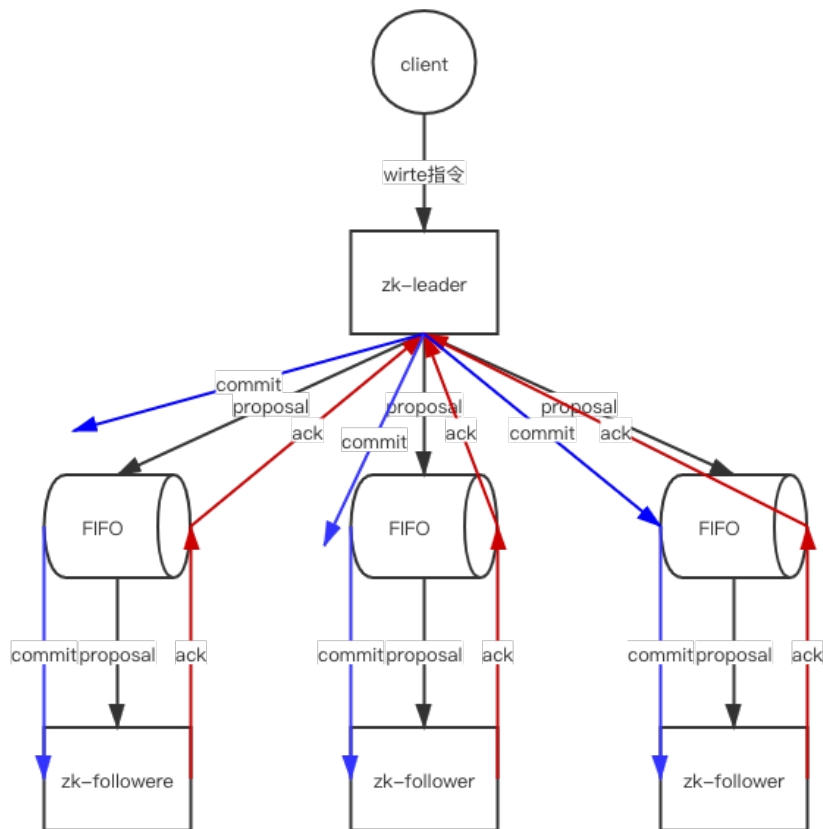 client
wirte指令
zk-leader
commit
proposal
proposal
proposal
ack
commit
ack
commit
ack
FIFO
FIFO
FIFO
commit
proposal
ack
commit
proposal
ack
commit
proposal
ack
zk-followere
zk-follower
zk-follower